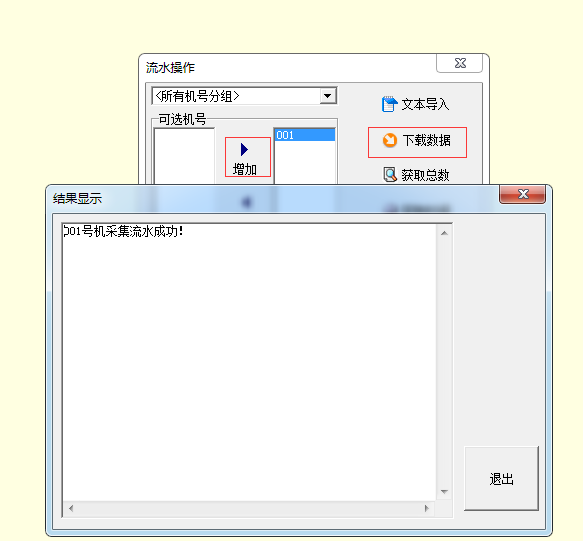 流水操作
<所有机号分组>
文本导入
可选机号
001
下载数据
增加
获取总数
结果显示
001号机采集流水成功!
退出